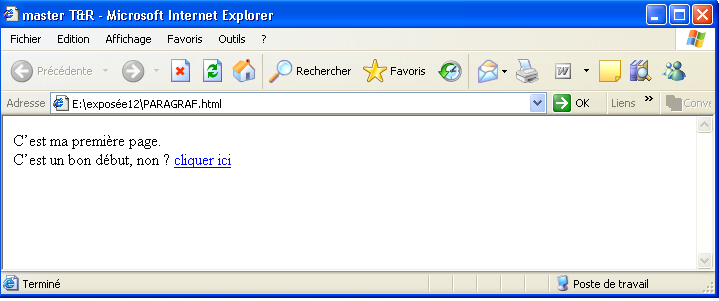 master T&R - Microsoft Internet Explorer
Fichier Edition Affichage Favoris Outils ?
Précédente Rechercher Favoris W
Adresse E:\exposée12\PARAGRAF.html OK Liens » Conve
C'est ma première page.
C'est un bon début, non ? cliquer ici
Terminé Poste de travail